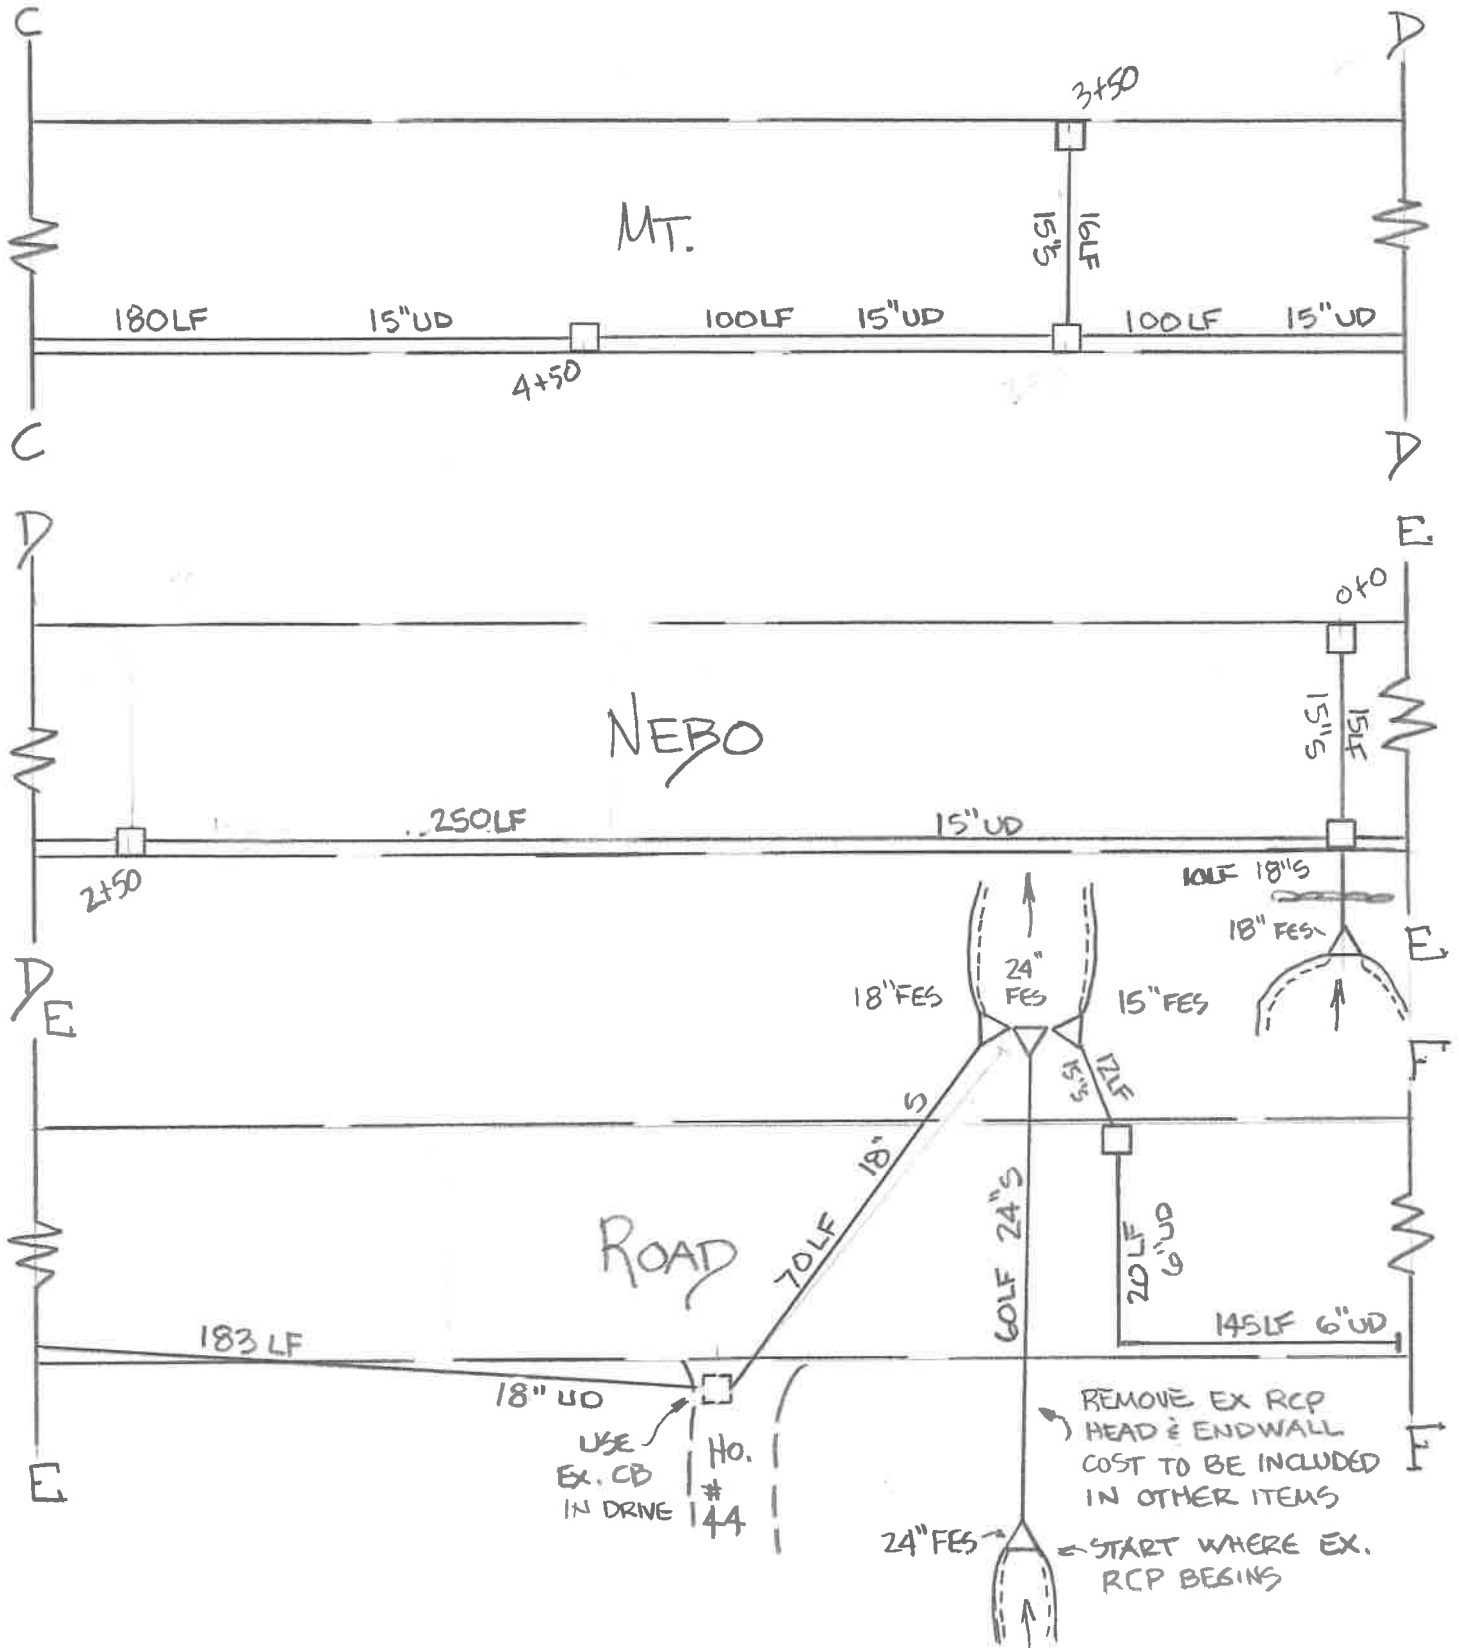 C
D
3+50
MT.
16LF
15"S
180LF 15"UD 100LF 15"UD 100LF 15"UD
4+50
C
D
D
E
0+0
NEBO
15LF
15"S
250LF 15"UD
2+50
10LF 18"S
18" FES
D
E
E
F
18"FES
24"
FES
15"FES
12LF
15"S
ROAD
70LF 18" S
60LF 24"S
20LF
6"UD
145LF 6"UD
183 LF
18" UD
USE
EX. CB
IN DRIVE
HO.
#
144
REMOVE EX RCP
HEAD & ENDWALL
COST TO BE INCLUDED
IN OTHER ITEMS
E
F
24"FES
START WHERE EX.
RCP BEGINS